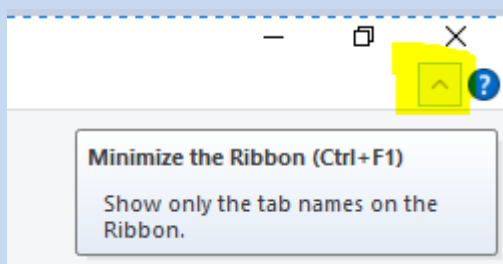 ?
Minimize the Ribbon (Ctrl+F1)
Show only the tab names on the
Ribbon.